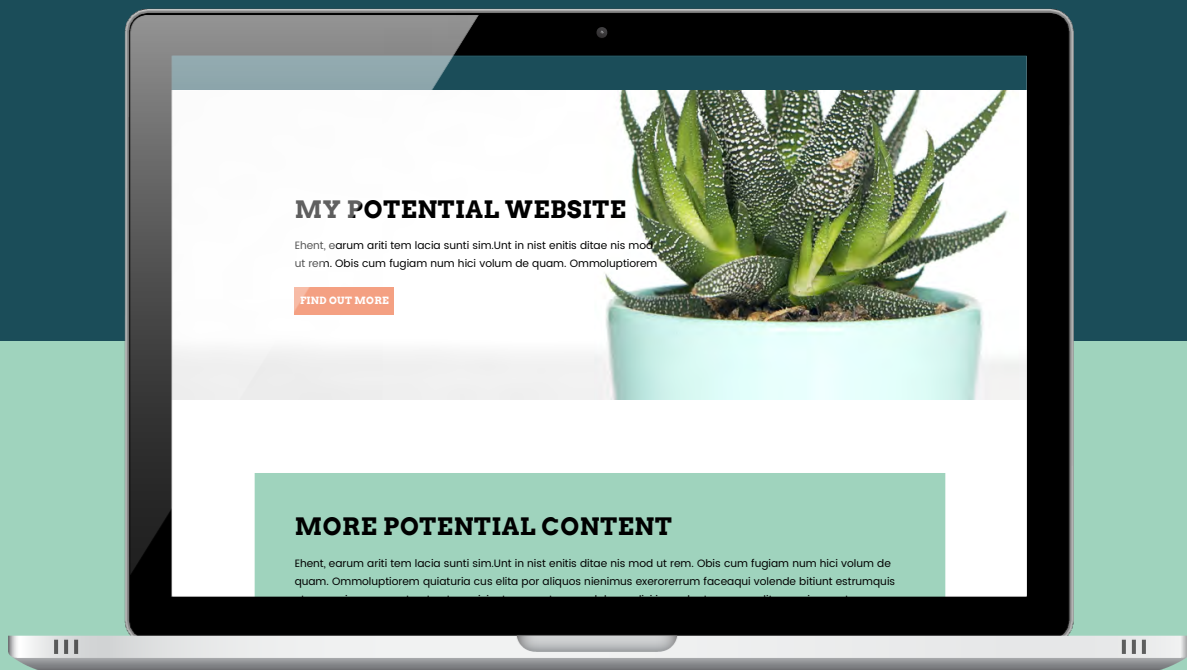 MY POTENTIAL WEBSITE
Ehent, earum ariti tem lacia sunti sim.Unt in nist enitis ditae nis mod
ut rem. Obis cum fugiam num hici volum de quam. Ommoluptiorem
FIND OUT MORE
MORE POTENTIAL CONTENT
Ehent, earum ariti tem lacia sunti sim.Unt in nist enitis ditae nis mod ut rem. Obis cum fugiam num hici volum de
quam. Ommoluptiorem quiaturia cus elita por aliquos nienimus exerorerrum faceaqui volende bitiunt estrumquis